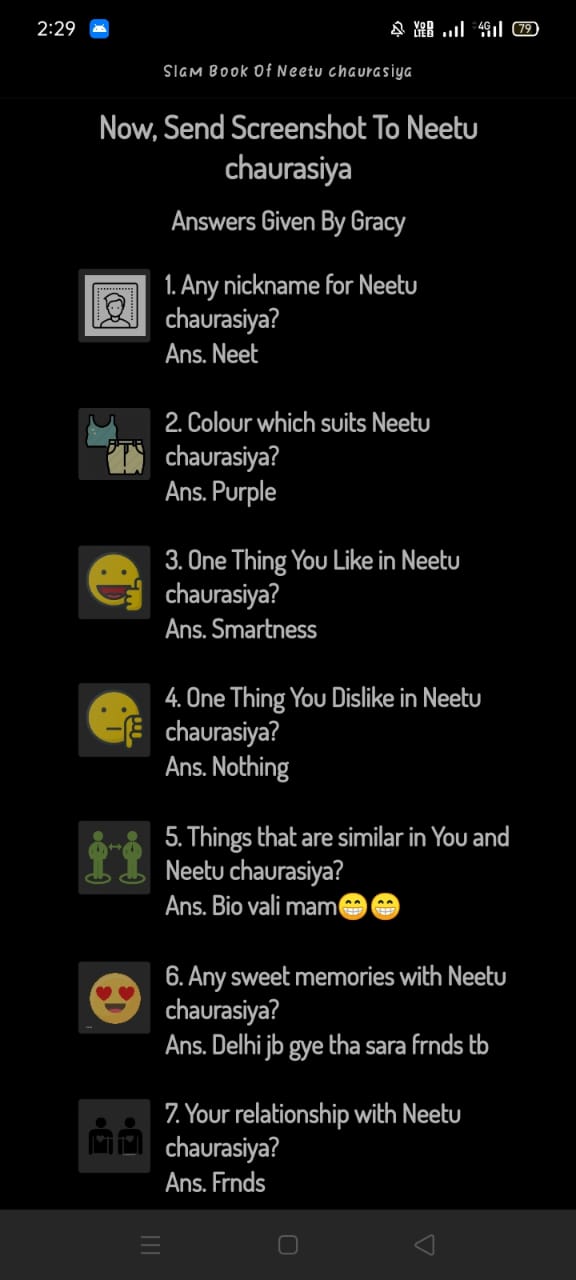 2:29 VoD LTEB 4G 79
Slam Book Of Neetu chaurasiya
Now, Send Screenshot To Neetu
chaurasiya
Answers Given By Gracy
1. Any nickname for Neetu
chaurasiya?
Ans. Neet
2. Colour which suits Neetu
chaurasiya?
Ans. Purple
3. One Thing You Like in Neetu
chaurasiya?
Ans. Smartness
4. One Thing You Dislike in Neetu
chaurasiya?
Ans. Nothing
5. Things that are similar in You and
Neetu chaurasiya?
Ans. Bio vali mam😁😁
6. Any sweet memories with Neetu
chaurasiya?
Ans. Delhi jb gye tha sara frnds tb
7. Your relationship with Neetu
chaurasiya?
Ans. Frnds